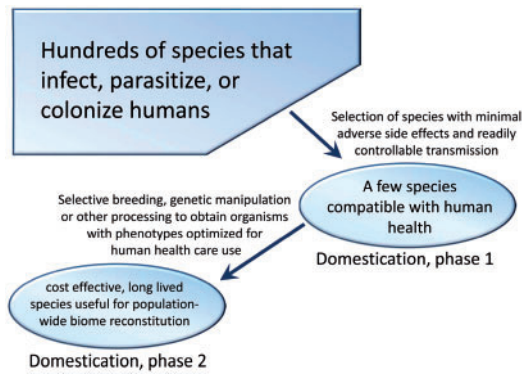 Hundreds of species that
infect, parasitize, or
colonize humans
Selection of species with minimal
adverse side effects and readily
controllable transmission
A few species
compatible with human
health
Domestication, phase 1
Selective breeding, genetic manipulation
or other processing to obtain organisms
with phenotypes optimized for
human health care use
cost effective, long lived
species useful for population-
wide biome reconstitution
Domestication, phase 2